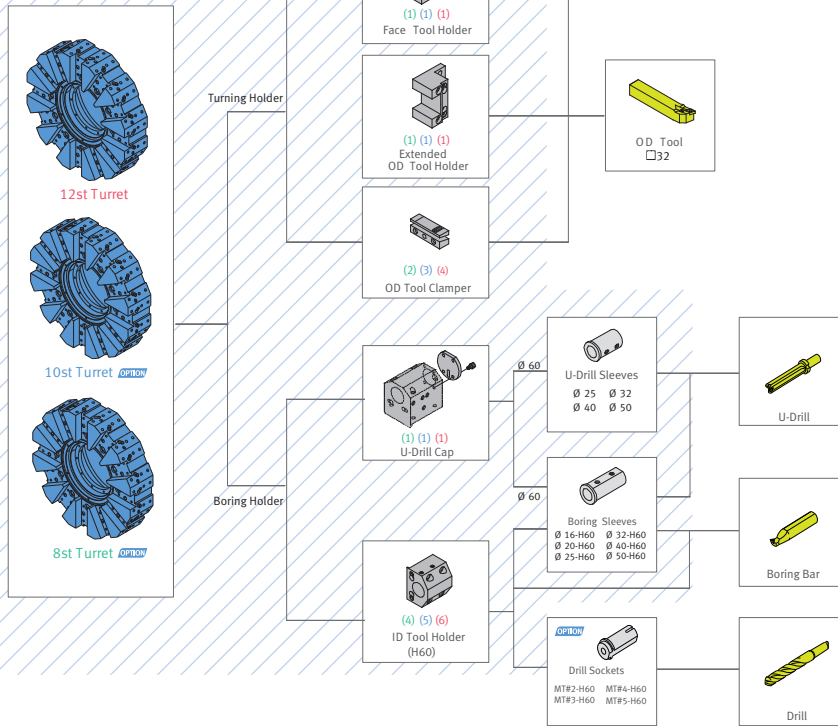 (1) (1) (1)
Face Tool Holder
Turning Holder
(1) (1) (1)
Extended
OD Tool Holder
OD Tool
□32
12st Turret
(2) (3) (4)
OD Tool Clamper
10st Turret OPTION
Ø 60
U-Drill Sleeves
Ø 25 Ø 32
Ø 40 Ø 50
U-Drill
(1) (1) (1)
U-Drill Cap
Boring Holder
Ø 60
Boring Sleeves
Ø 16-H60 Ø 32-H60
Ø 20-H60 Ø 40-H60
Ø 25-H60 Ø 50-H60
Boring Bar
8st Turret OPTION
(4) (5) (6)
ID Tool Holder
(H60)
OPTION
Drill Sockets
MT#2-H60 MT#4-H60
MT#3-H60 MT#5-H60
Drill